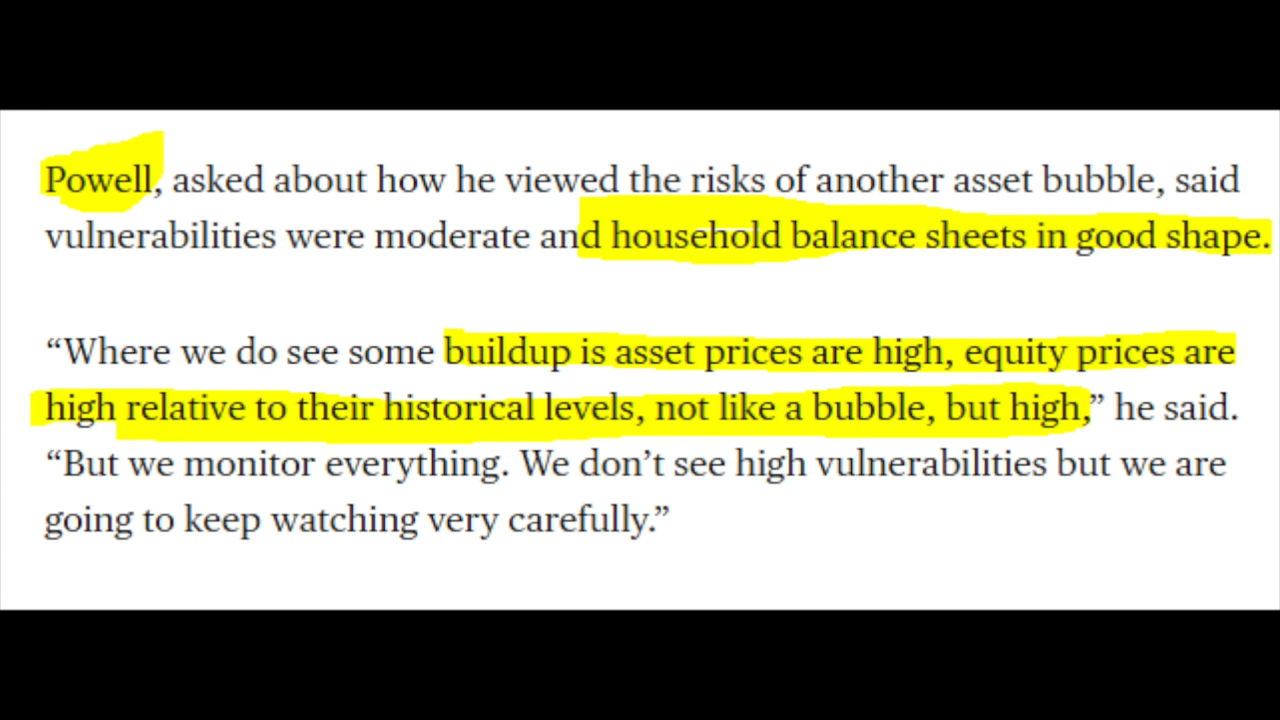 Powell, asked about how he viewed the risks of another asset bubble, said
vulnerabilities were moderate and household balance sheets in good shape.
“Where we do see some buildup is asset prices are high, equity prices are
high relative to their historical levels, not like a bubble, but high,” he said.
“But we monitor everything. We don’t see high vulnerabilities but we are
going to keep watching very carefully.”